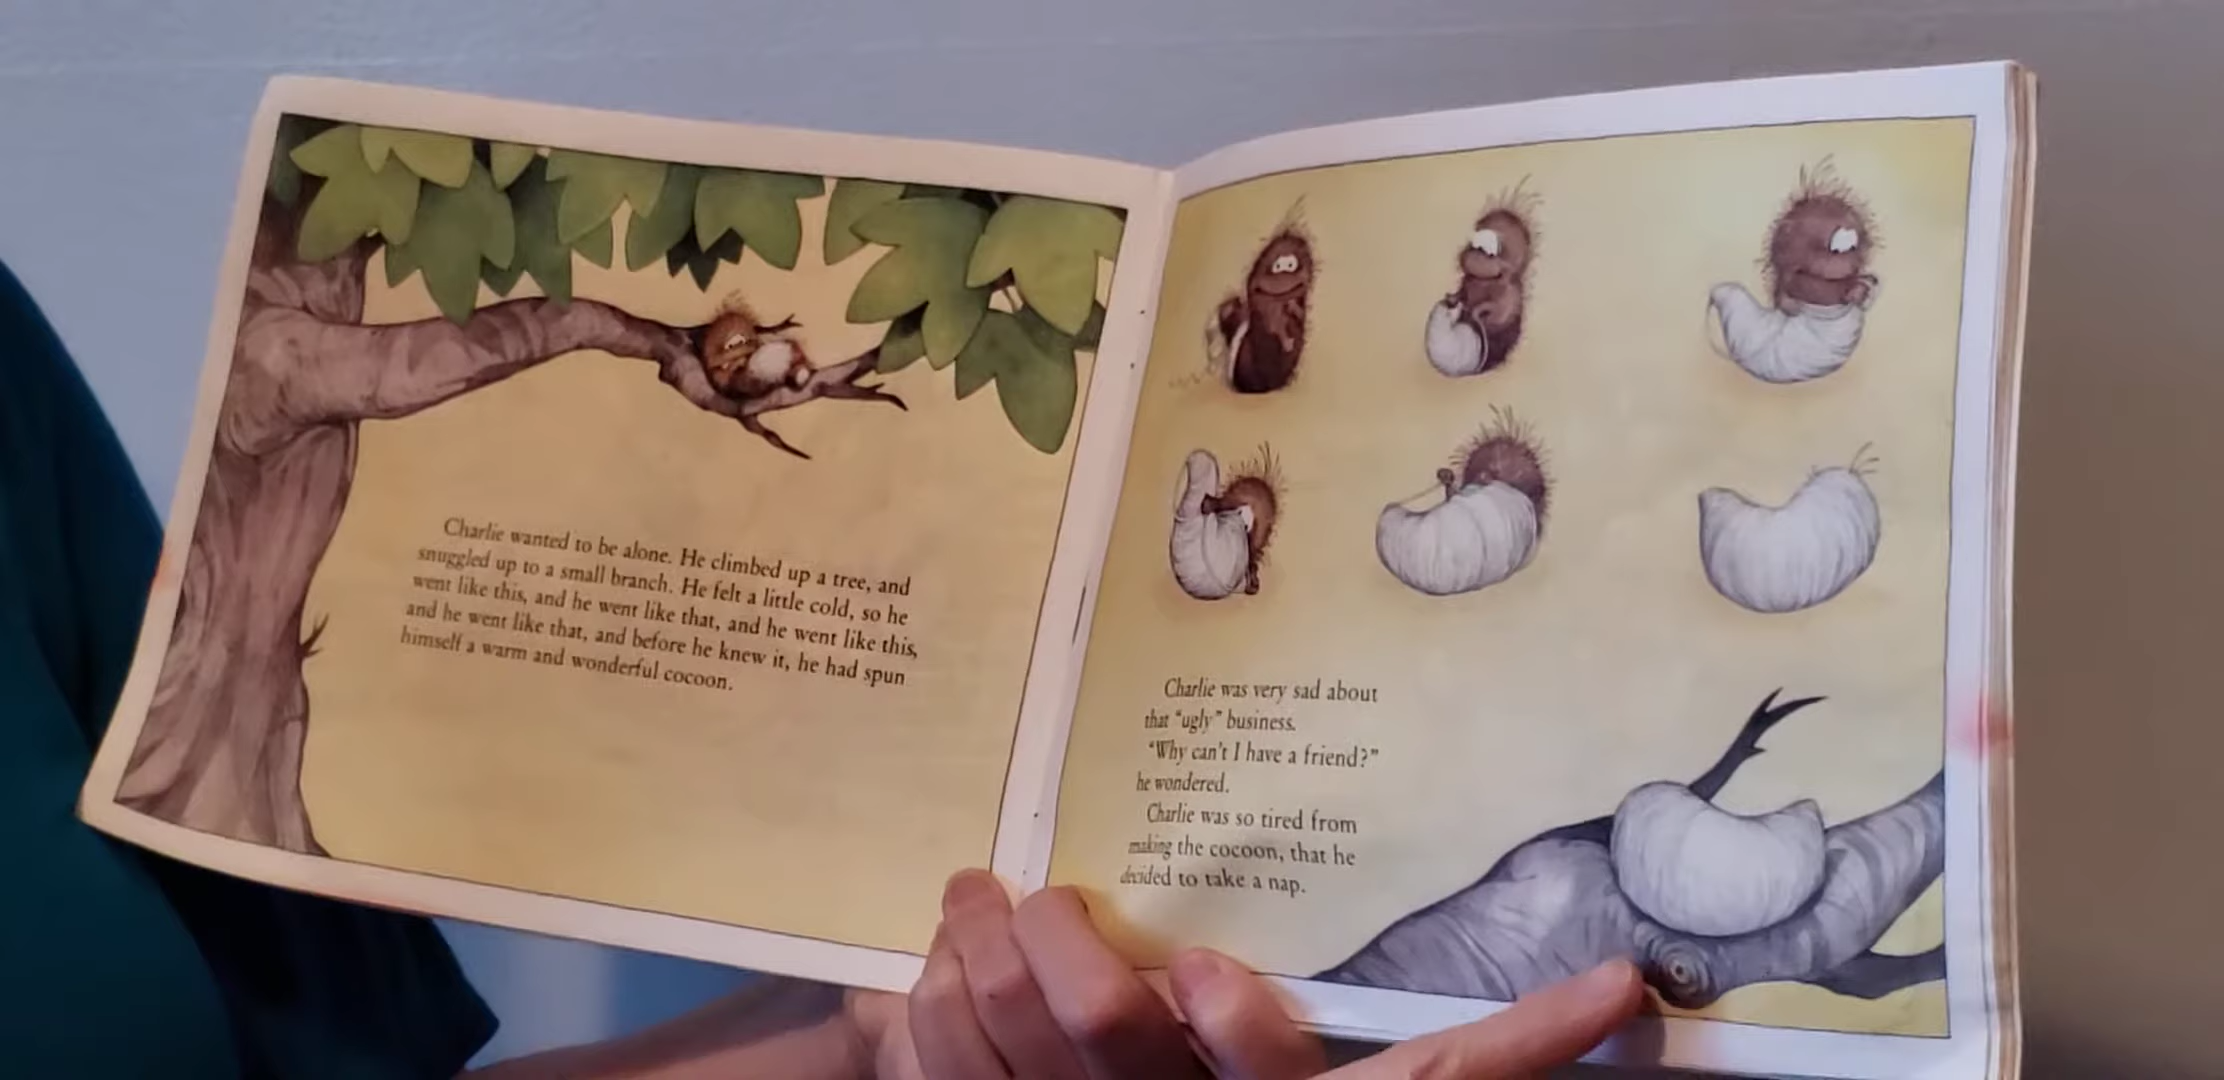 Charlie wanted to be alone. He climbed up a tree, and
snuggled up to a small branch. He felt a little cold, so he
went like this, and he went like that, and he went like this,
and he went like that, and before he knew it, he had spun
himself a warm and wonderful cocoon.
Charlie was very sad about
that “ugly” business.
“Why can't I have a friend?”
he wondered.
Charlie was so tired from
making the cocoon, that he
decided to take a nap.